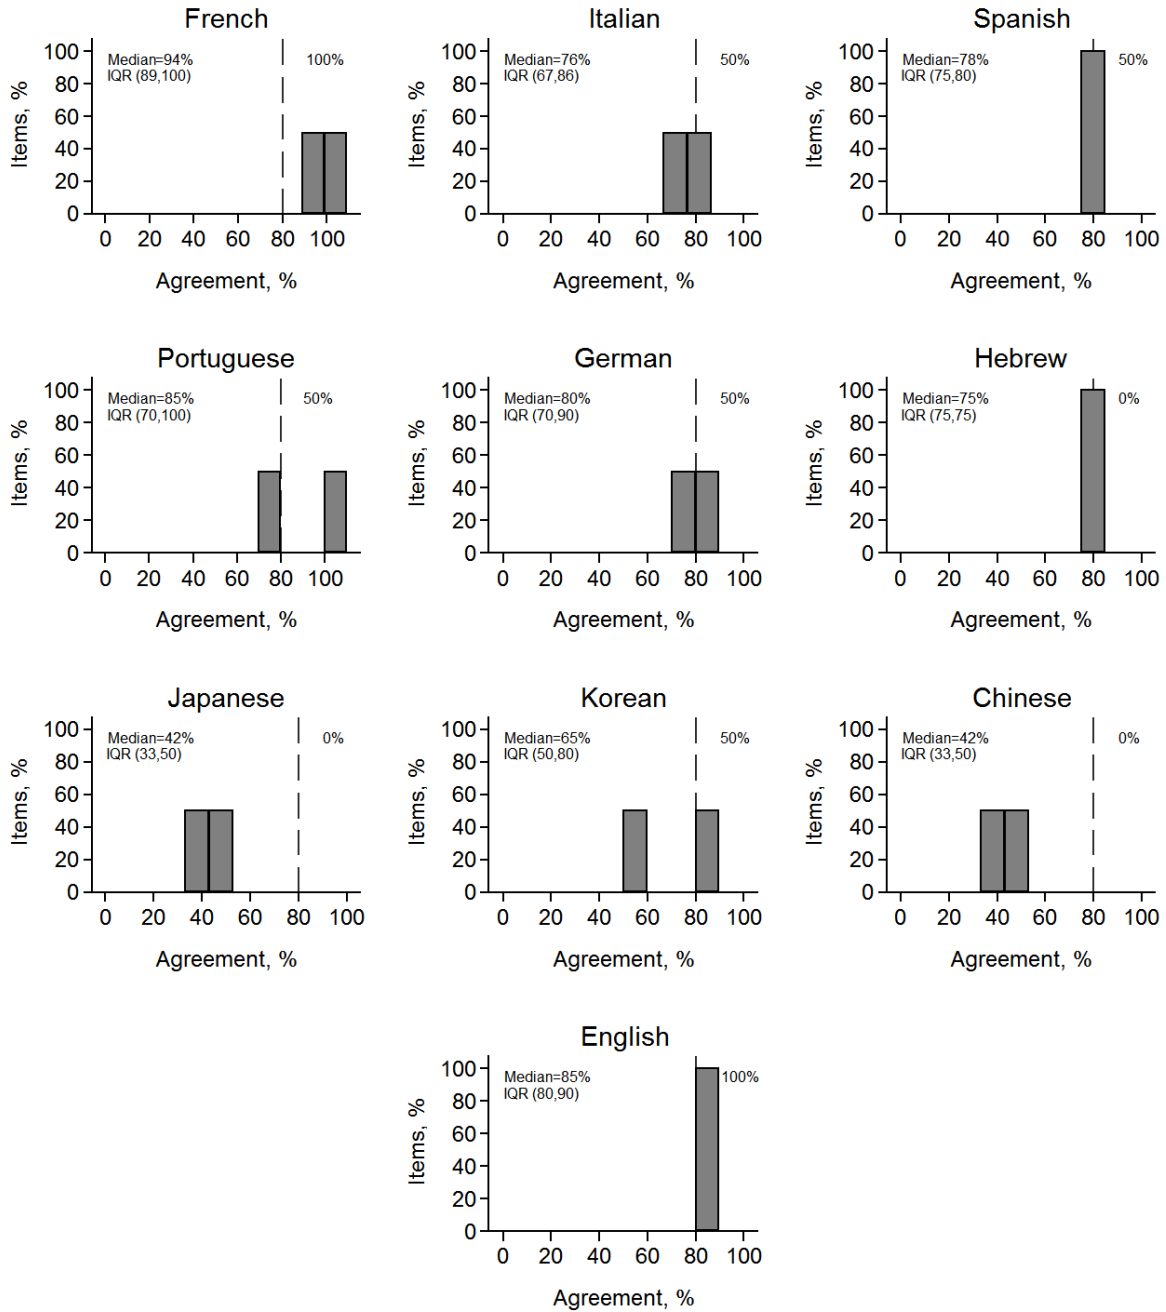 French
Median=94%
IQR (89,100)
100%
Items, %
100
80
60
40
20
0
0 20 40 60 80 100
Agreement, %
Italian
Median=76%
IQR (67,86)
50%
Items, %
100
80
60
40
20
0
0 20 40 60 80 100
Agreement, %
Spanish
Median=78%
IQR (75,80)
50%
Items, %
100
80
60
40
20
0
0 20 40 60 80 100
Agreement, %
Portuguese
Median=85%
IQR (70,100)
50%
Items, %
100
80
60
40
20
0
0 20 40 60 80 100
Agreement, %
German
Median=80%
IQR (70,90)
50%
Items, %
100
80
60
40
20
0
0 20 40 60 80 100
Agreement, %
Hebrew
Median=75%
IQR (75,75)
0%
Items, %
100
80
60
40
20
0
0 20 40 60 80 100
Agreement, %
Japanese
Median=42%
IQR (33,50)
0%
Items, %
100
80
60
40
20
0
0 20 40 60 80 100
Agreement, %
Korean
Median=65%
IQR (50,80)
50%
Items, %
100
80
60
40
20
0
0 20 40 60 80 100
Agreement, %
Chinese
Median=42%
IQR (33,50)
0%
Items, %
100
80
60
40
20
0
0 20 40 60 80 100
Agreement, %
English
Median=85%
IQR (80,90)
100%
Items, %
100
80
60
40
20
0
0 20 40 60 80 100
Agreement, %